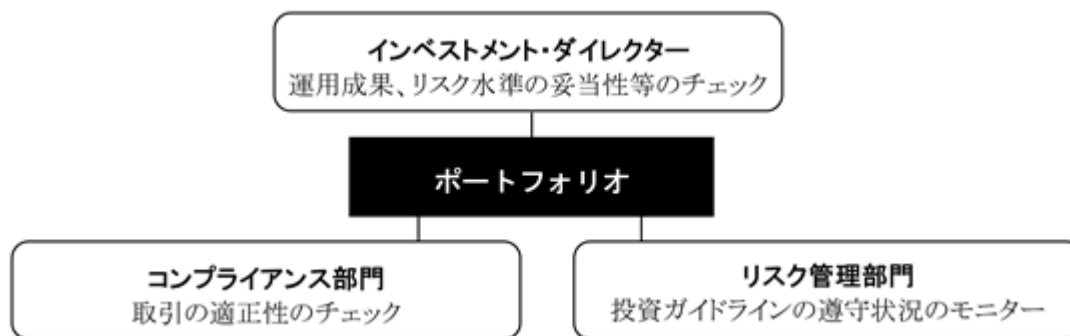 インベストメント・ダイレクター
運用成果、リスク水準の妥当性等のチェック
ポートフォリオ
コンプライアンス部門
取引の適正性のチェック
リスク管理部門
投資ガイドラインの遵守状況のモニター